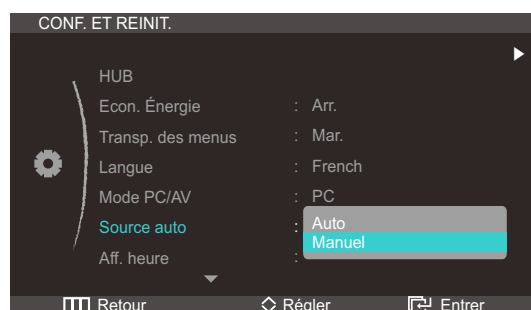 CONF. ET REINIT.
HUB
Econ. Énergie : Arr.
Transp. des menus : Mar.
Langue : French
Mode PC/AV : PC
Source auto : Auto
Manuel
Aff. heure :
Retour Régler Entrer